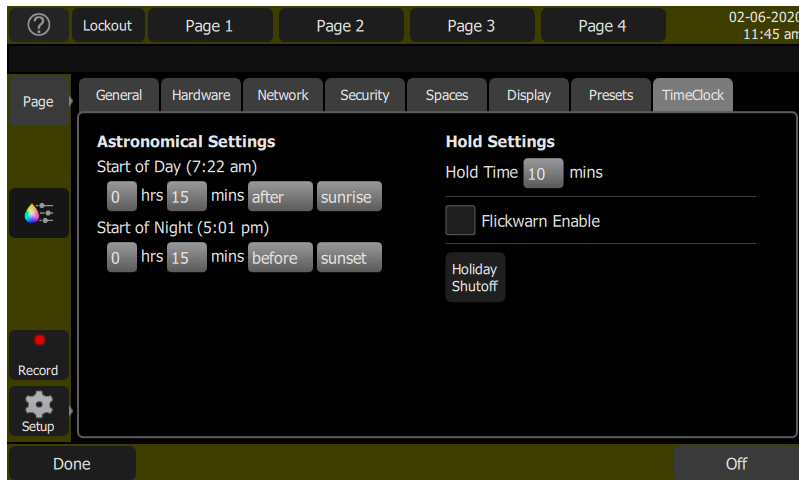 ? Lockout Page 1 Page 2 Page 3 Page 4 02-06-2020
11:45 am
Page General Hardware Network Security Spaces Display Presets TimeClock
Astronomical Settings
Start of Day (7:22 am)
0 hrs 15 mins after sunrise
Start of Night (5:01 pm)
0 hrs 15 mins before sunset
Hold Settings
Hold Time 10 mins
Flickwarn Enable
Holiday
Shutoff
Record
Setup
Done Off